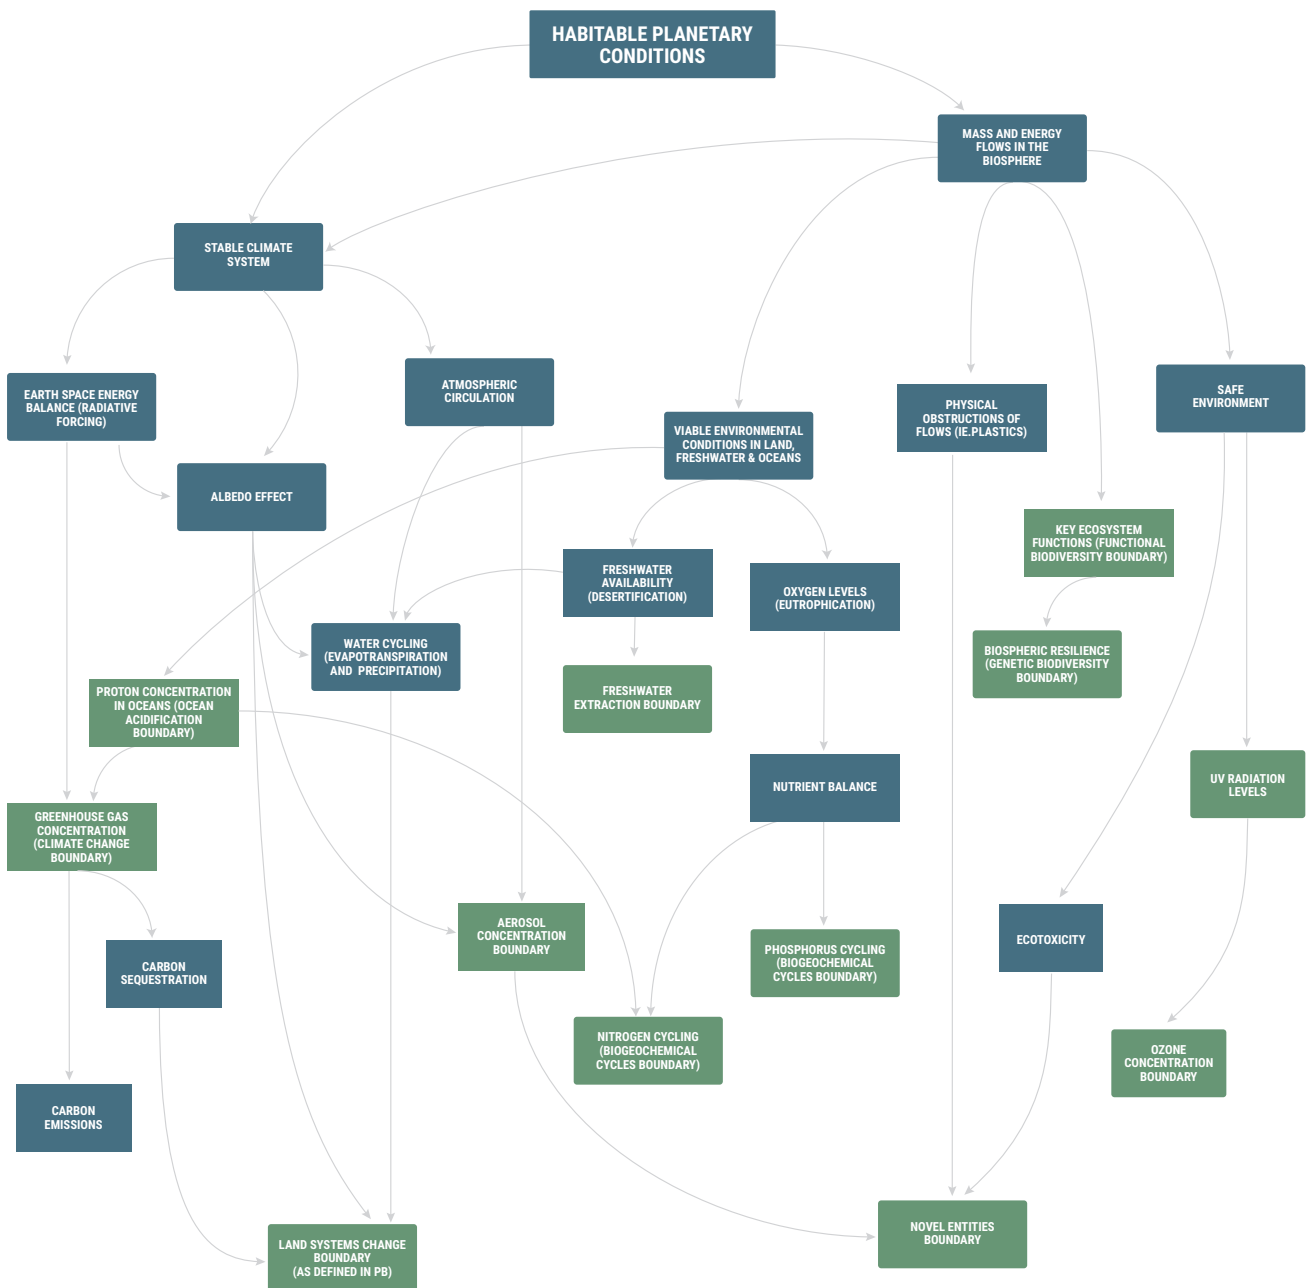 HABITABLE PLANETARY
CONDITIONS
MASS AND ENERGY
FLOWS IN THE
BIOSPHERE
STABLE CLIMATE
SYSTEM
EARTH SPACE ENERGY
BALANCE (RADIATIVE
FORCING)
ATMOSPHERIC
CIRCULATION
VIABLE ENVIRONMENTAL
CONDITIONS IN LAND,
FRESHWATER & OCEANS
PHYSICAL
OBSTRUCTIONS OF
FLOWS (IE.PLASTICS)
SAFE
ENVIRONMENT
ALBEDO EFFECT
KEY ECOSYSTEM
FUNCTIONS (FUNCTIONAL
BIODIVERSITY BOUNDARY)
FRESHWATER
AVAILABILITY
(DESERTIFICATION)
OXYGEN LEVELS
(EUTROPHICATION)
WATER CYCLING
(EVAPOTRANSPIRATION
AND PRECIPITATION)
BIOSPHERIC RESILIENCE
(GENETIC BIODIVERSITY
BOUNDARY)
PROTON CONCENTRATION
IN OCEANS (OCEAN
ACIDIFICATION
BOUNDARY)
FRESHWATER
EXTRACTION BOUNDARY
NUTRIENT BALANCE
UV RADIATION
LEVELS
GREENHOUSE GAS
CONCENTRATION
(CLIMATE CHANGE
BOUNDARY)
AEROSOL
CONCENTRATION
BOUNDARY
ECOTOXICITY
CARBON
SEQUESTRATION
PHOSPHORUS CYCLING
(BIOGEOCHEMICAL
CYCLES BOUNDARY)
NITROGEN CYCLING
(BIOGEOCHEMICAL
CYCLES BOUNDARY)
OZONE
CONCENTRATION
BOUNDARY
CARBON
EMISSIONS
NOVEL ENTITIES
BOUNDARY
LAND SYSTEMS CHANGE
BOUNDARY
(AS DEFINED IN PB)